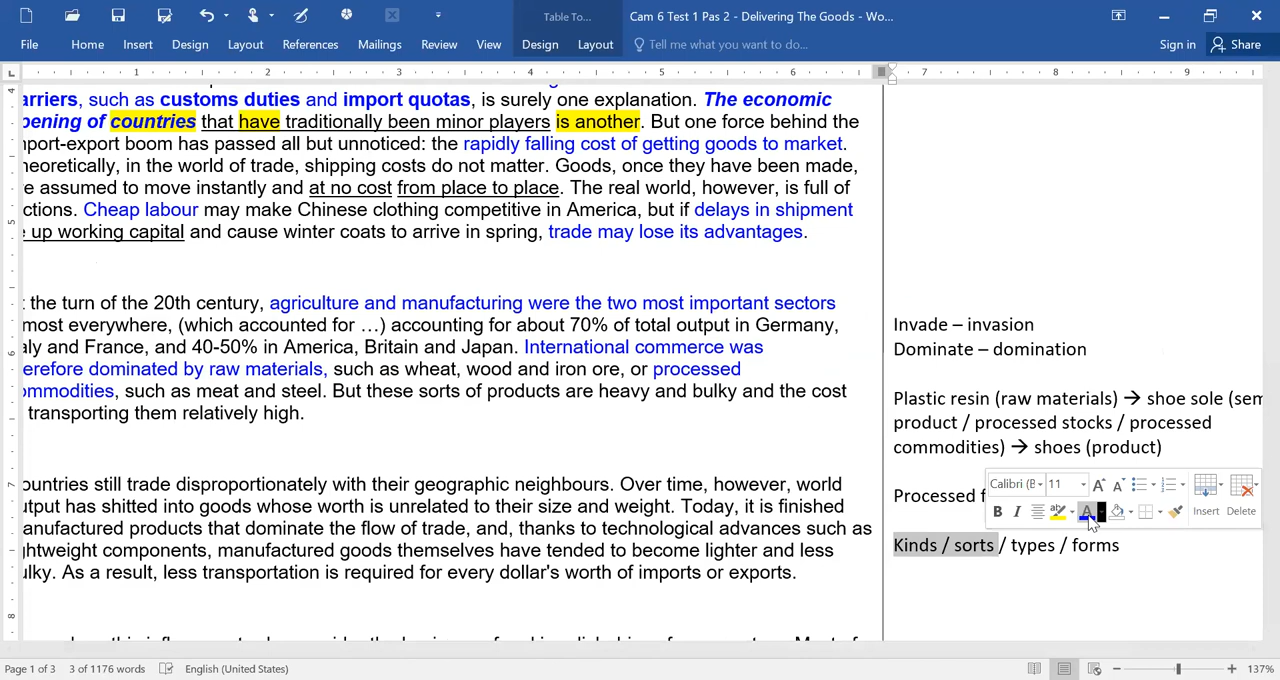 Table To...
Cam 6 Test 1 Pas 2 - Delivering The Goods - Wo...
File Home Insert Design Layout References Mailings Review View Design Layout Tell me what you want to do... Sign in Share
1 2 3 4 5 6 7 8 9
arriers, such as customs duties and import quotas, is surely one explanation. The economic
pening of countries that have traditionally been minor players is another. But one force behind the
nport-export boom has passed all but unnoticed: the rapidly falling cost of getting goods to market.
heoretically, in the world of trade, shipping costs do not matter. Goods, once they have been made,
e assumed to move instantly and at no cost from place to place. The real world, however, is full of
ctions. Cheap labour may make Chinese clothing competitive in America, but if delays in shipment
e up working capital and cause winter coats to arrive in spring, trade may lose its advantages.
t the turn of the 20th century, agriculture and manufacturing were the two most important sectors
most everywhere, (which accounted for …) accounting for about 70% of total output in Germany,
aly and France, and 40-50% in America, Britain and Japan. International commerce was
erefore dominated by raw materials, such as wheat, wood and iron ore, or processed
ommodities, such as meat and steel. But these sorts of products are heavy and bulky and the cost
transporting them relatively high.
ountries still trade disproportionately with their geographic neighbours. Over time, however, world
utput has shitted into goods whose worth is unrelated to their size and weight. Today, it is finished
anufactured products that dominate the flow of trade, and, thanks to technological advances such as
ghtweight components, manufactured goods themselves have tended to become lighter and less
ulky. As a result, less transportation is required for every dollar's worth of imports or exports.
Invade – invasion
Dominate – domination
Plastic resin (raw materials) → shoe sole (sem
product / processed stocks / processed
commodities) → shoes (product)
Processed f
Calibri (B 11
Insert Delete
Kinds / sorts / types / forms
4
5
6
7
8
Page 1 of 3 3 of 1176 words English (United States) 137%